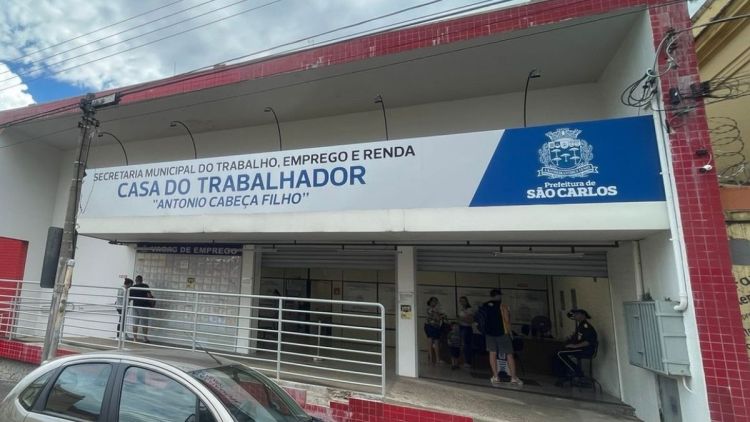 SECRETARIA MUNICIPAL DO TRABALHO, EMPREGO E RENDA
CASA DO TRABALHADOR
"ANTONIO CABEÇA FILHO"
Prefeitura de
SÃO CARLOS
VAGAS DE EMPREGO